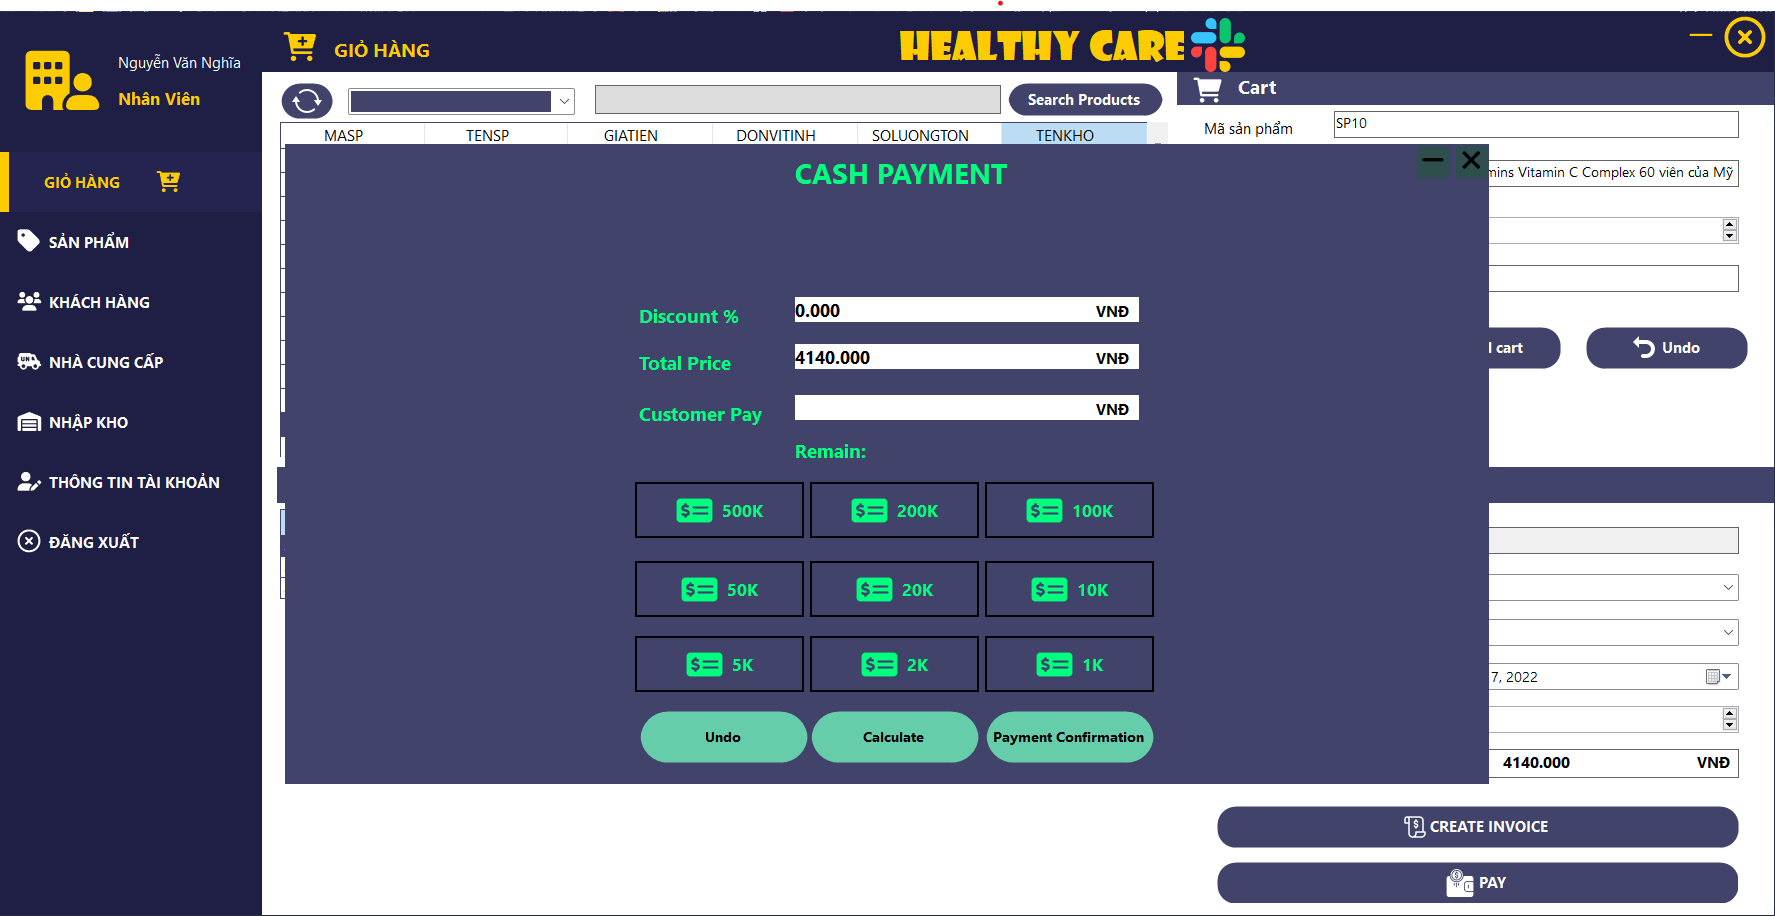 Nguyễn Văn Nghĩa
Nhân Viên
GIỎ HÀNG
HEALTHY CARE
Search Products
Cart
MASP TENSP GIATIEN DONVITINH SOLUONGTON TENKHO
Mã sản phẩm SP10
mins Vitamin C Complex 60 viên của Mỹ
cart
Undo
7, 2022
4140.000 VNĐ
CREATE INVOICE
PAY
GIỎ HÀNG
SẢN PHẨM
KHÁCH HÀNG
NHÀ CUNG CẤP
NHẬP KHO
THÔNG TIN TÀI KHOẢN
ĐĂNG XUẤT
CASH PAYMENT
Discount % 0.000 VNĐ
Total Price 4140.000 VNĐ
Customer Pay VNĐ
Remain:
500K 200K 100K
50K 20K 10K
5K 2K 1K
Undo Calculate Payment Confirmation